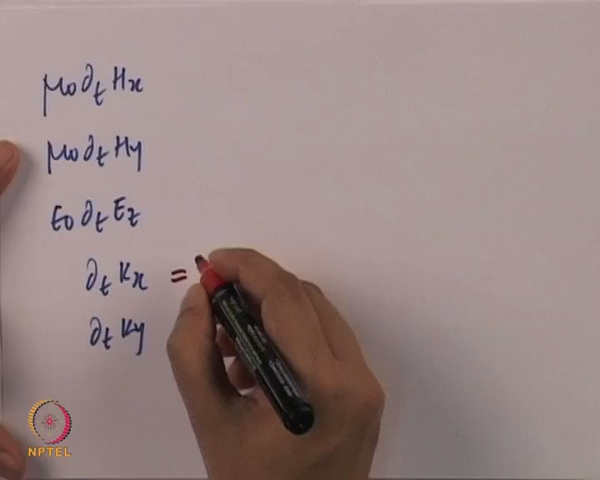 μ0∂tHx
μ0∂tHy
ε0∂tEz
∂tKx =
∂tKy
NPTEL